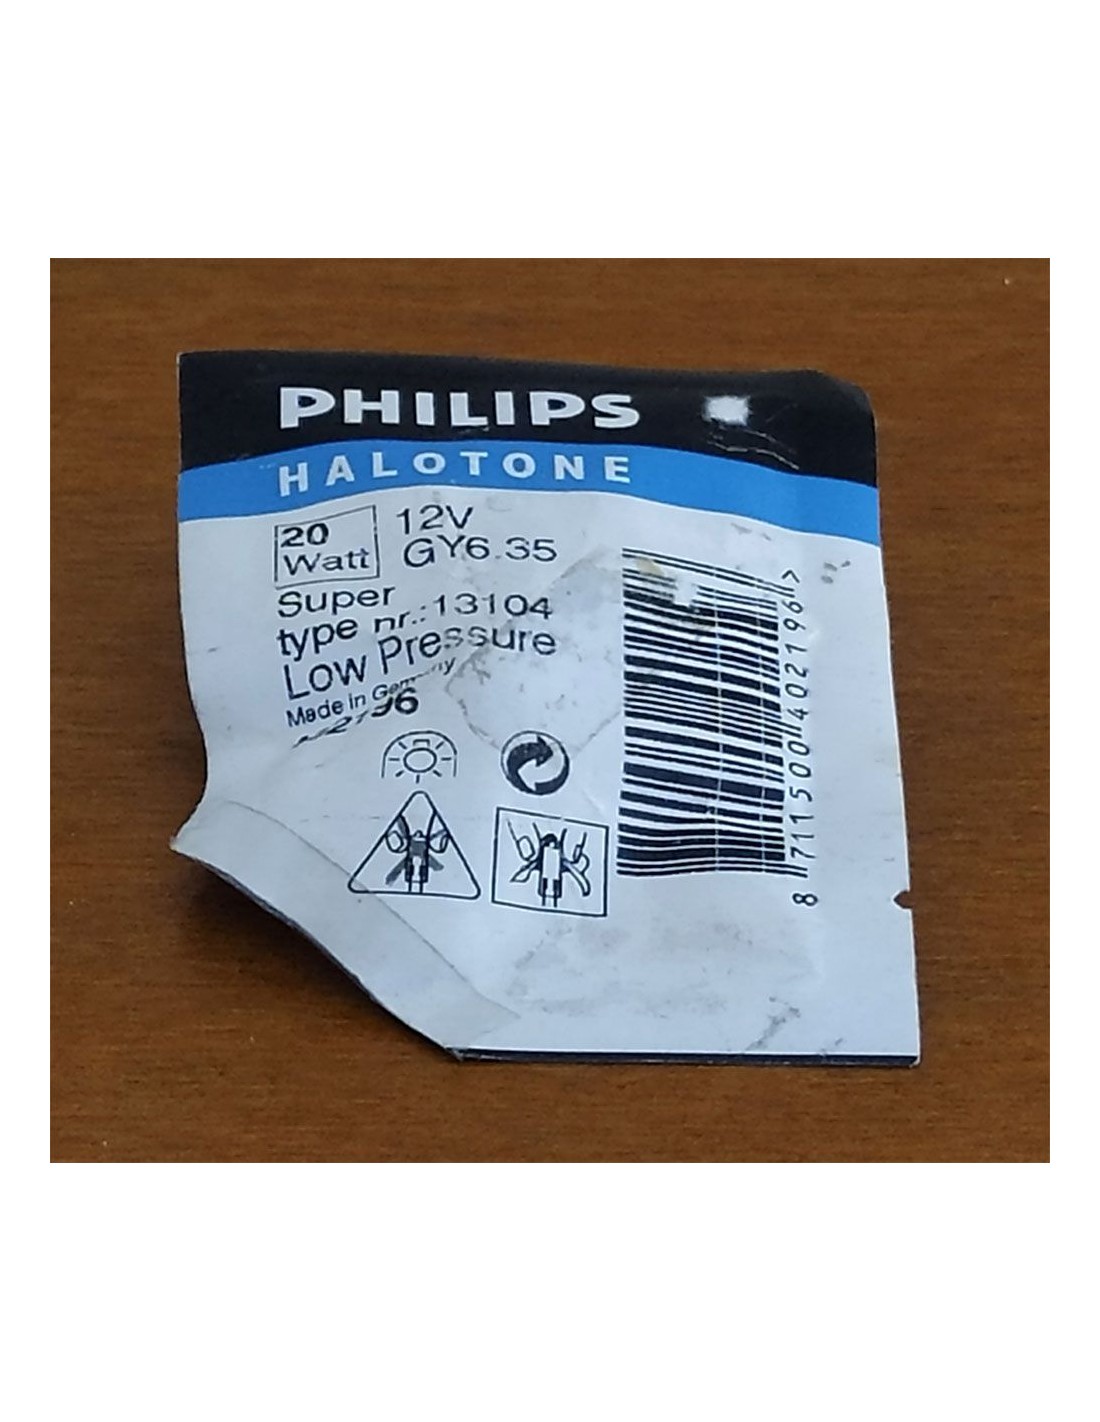 PHILIPS
HALOTONE
20
Watt
12V
GY6.35
Super
type nr.:13104
Low Pressure
Made in Germany
8 711500 402196 >